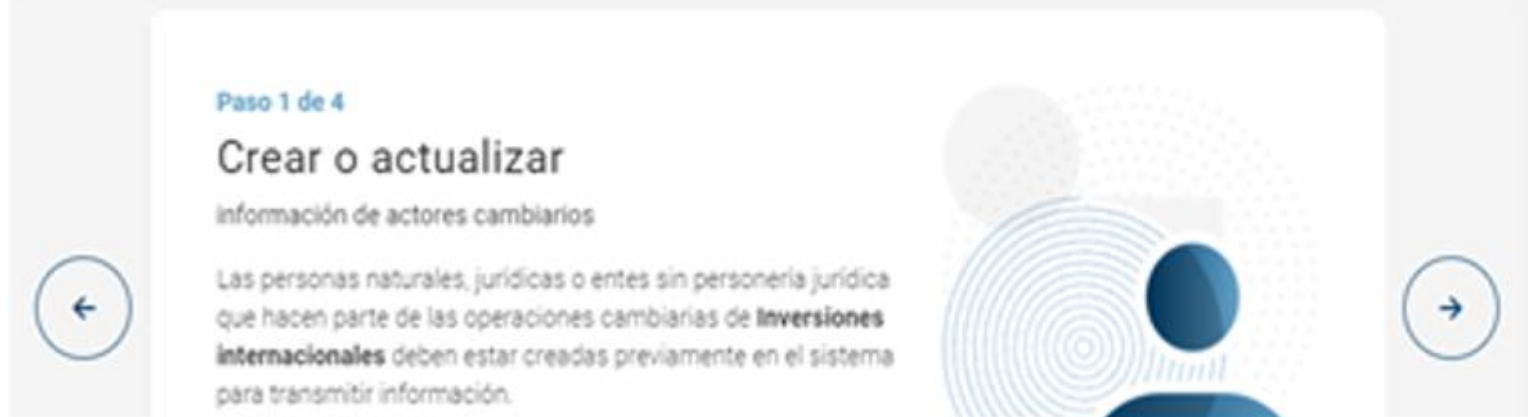 Paso 1 de 4
Crear o actualizar
información de actores cambiarios
Las personas naturales, jurídicas o entes sin personería jurídica
que hacen parte de las operaciones cambiarias de Inversiones
internacionales deben estar creadas previamente en el sistema
para transmitir información.